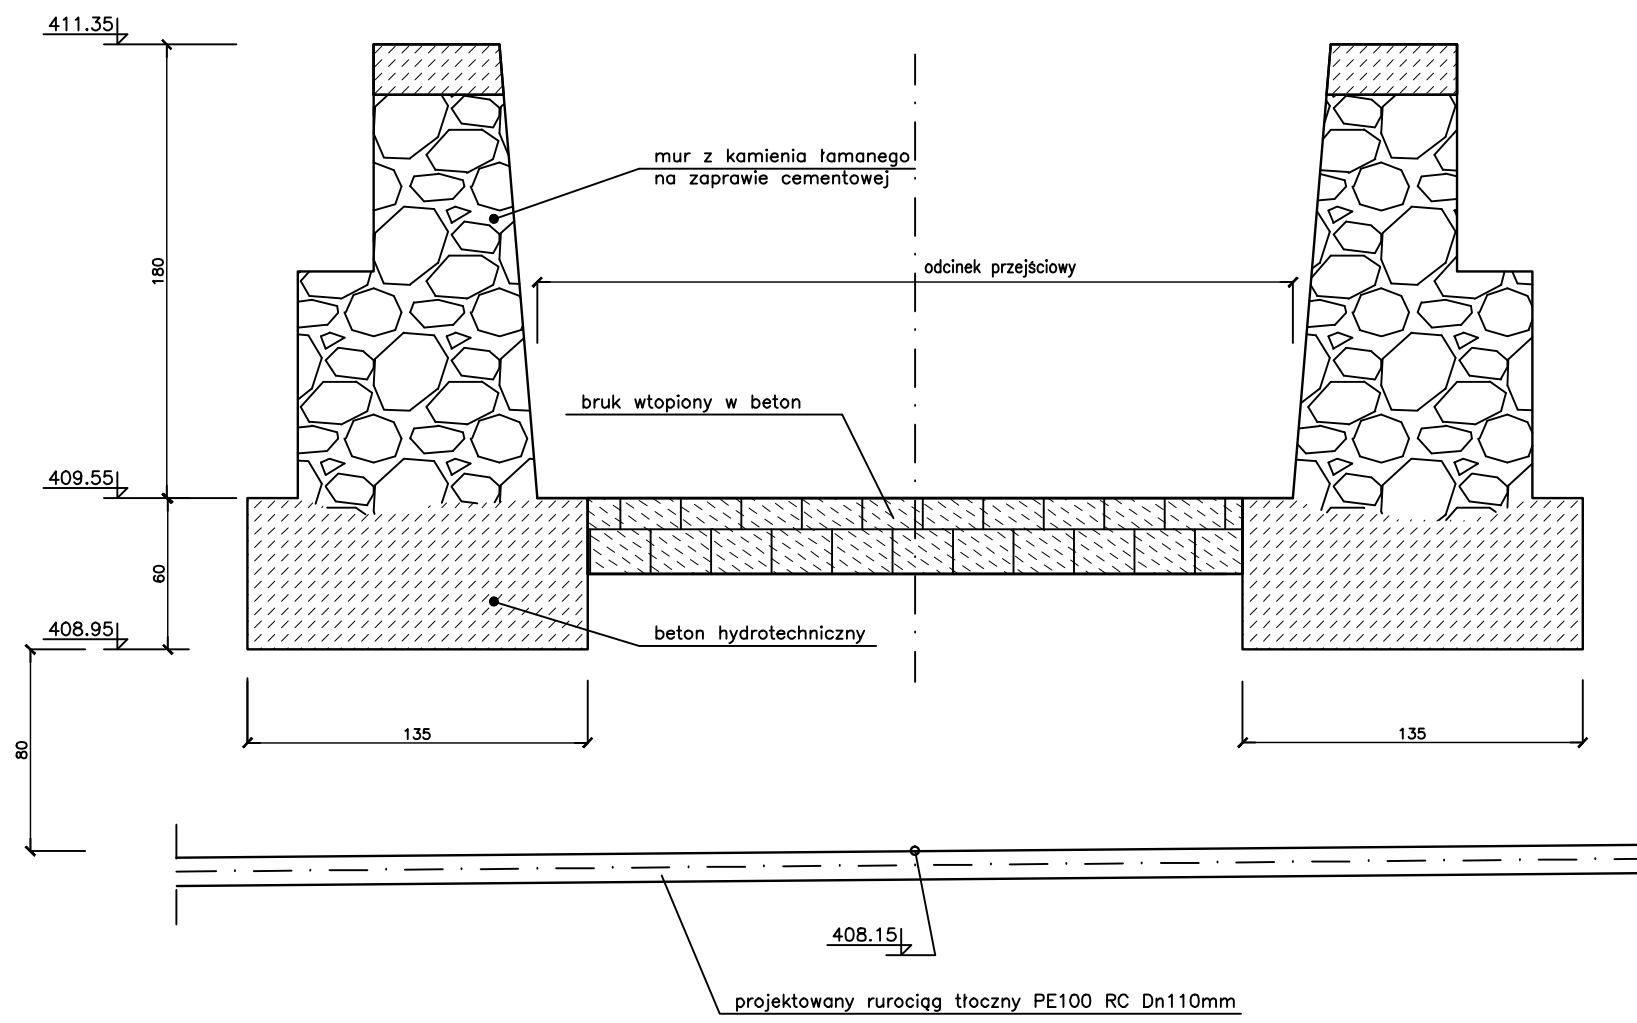 411.35
mur z kamienia łamanego
na zaprawie cementowej
180
odcinek przejściowy
bruk wtopiony w beton
409.55
60
408.95
beton hydrotechniczny
135
135
80
408.15
projektowany rurociąg tłoczny PE100 RC Dn110mm